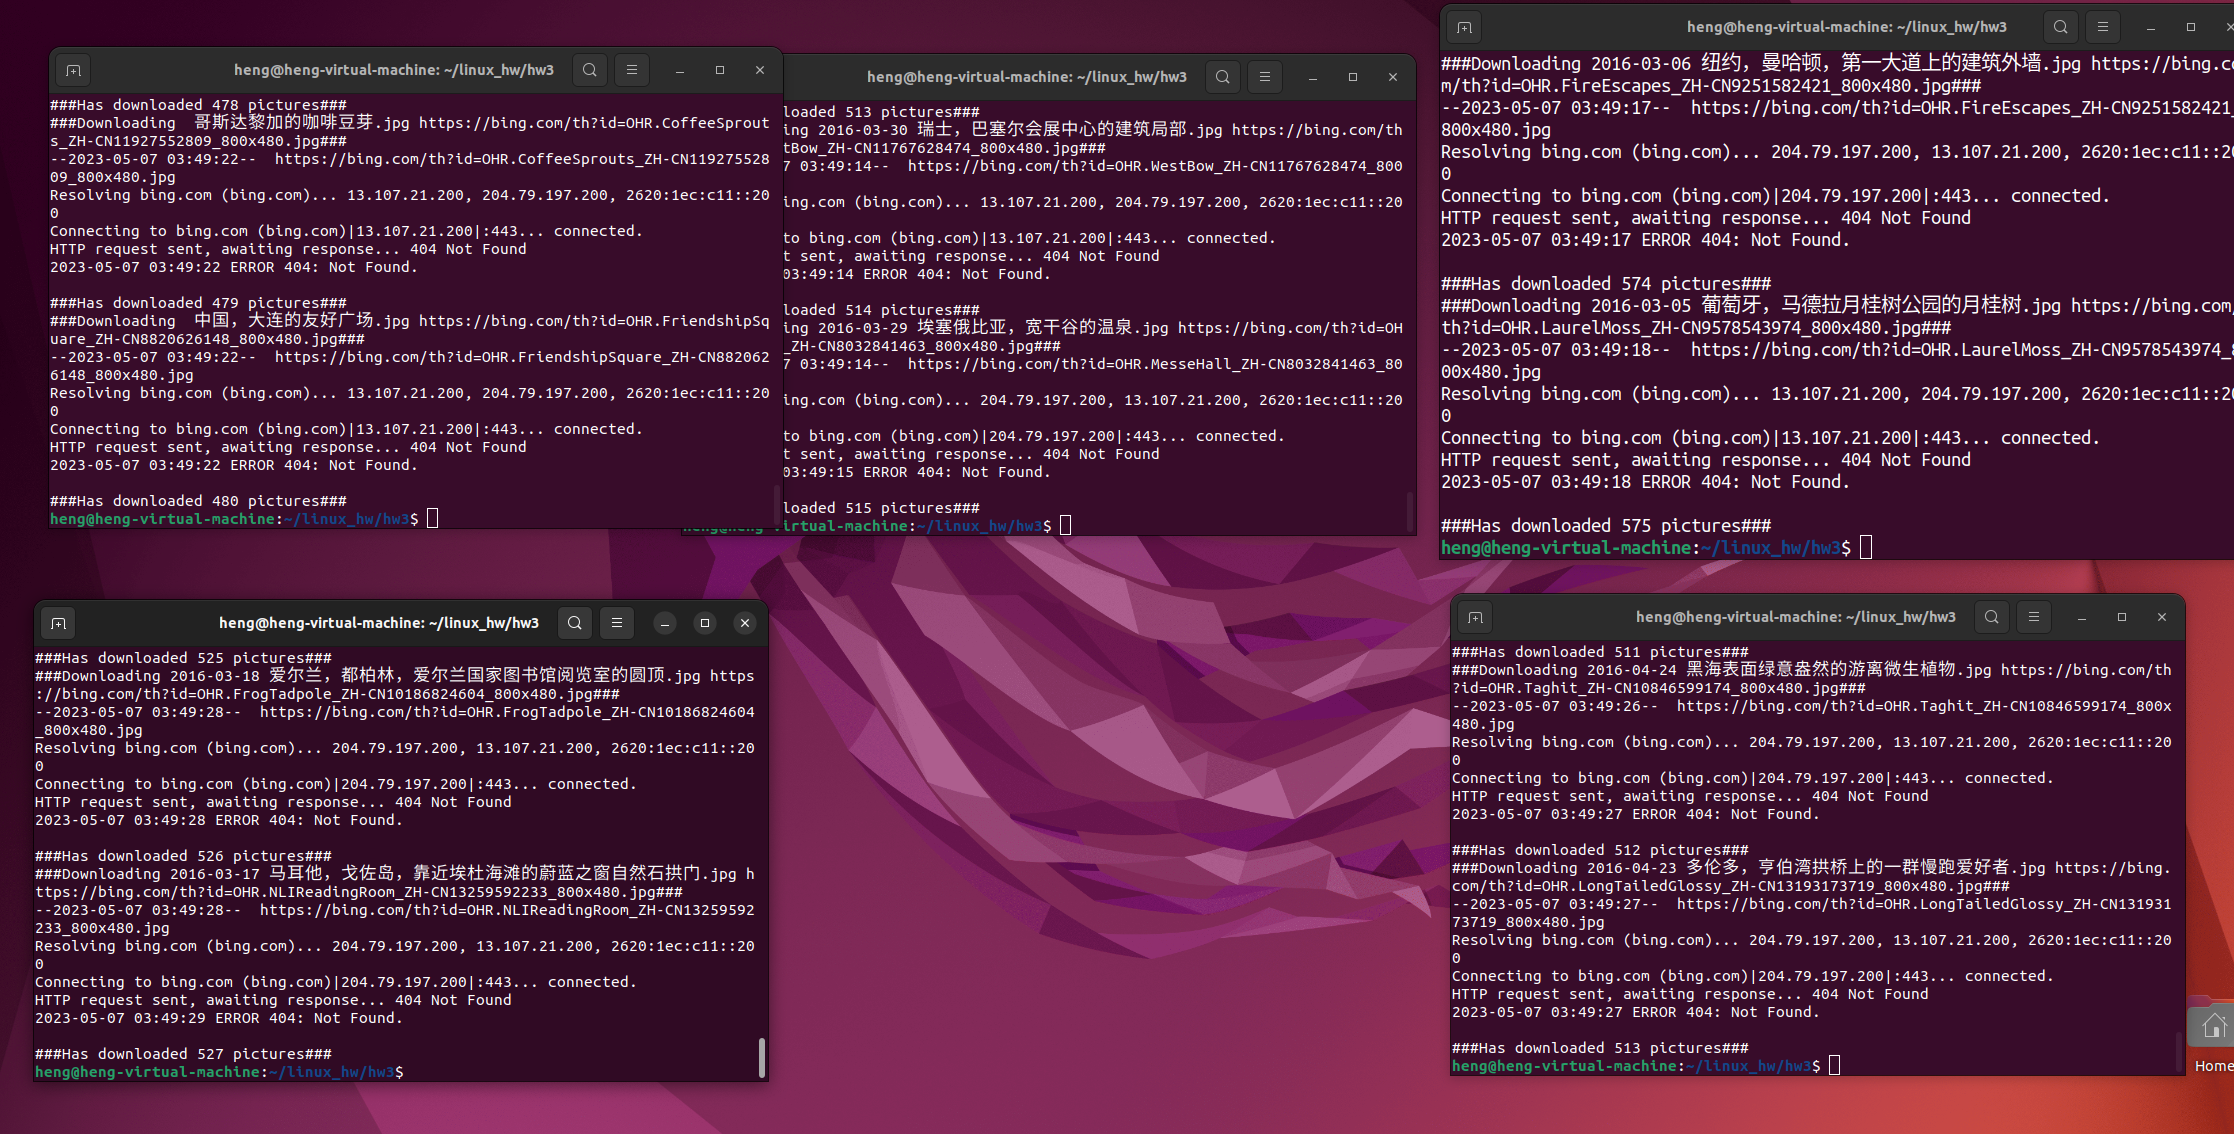 heng@heng-virtual-machine: ~/linux_hw/hw3
###Has downloaded 478 pictures###
###Downloading  哥斯达黎加的咖啡豆芽.jpg https://bing.com/th?id=OHR.CoffeeSprout
s_ZH-CN11927552809_800x480.jpg###
--2023-05-07 03:49:22--  https://bing.com/th?id=OHR.CoffeeSprouts_ZH-CN119275528
09_800x480.jpg
Resolving bing.com (bing.com)... 13.107.21.200, 204.79.197.200, 2620:1ec:c11::20
0
Connecting to bing.com (bing.com)|13.107.21.200|:443... connected.
HTTP request sent, awaiting response... 404 Not Found
2023-05-07 03:49:22 ERROR 404: Not Found.
###Has downloaded 479 pictures###
###Downloading  中国，大连的友好广场.jpg https://bing.com/th?id=OHR.FriendshipSq
uare_ZH-CN8820626148_800x480.jpg###
--2023-05-07 03:49:22--  https://bing.com/th?id=OHR.FriendshipSquare_ZH-CN882062
6148_800x480.jpg
Resolving bing.com (bing.com)... 13.107.21.200, 204.79.197.200, 2620:1ec:c11::20
0
Connecting to bing.com (bing.com)|13.107.21.200|:443... connected.
HTTP request sent, awaiting response... 404 Not Found
2023-05-07 03:49:22 ERROR 404: Not Found.
###Has downloaded 480 pictures###
heng@heng-virtual-machine:~/linux_hw/hw3$
heng@heng-virtual-machine: ~/linux_hw/hw3
loaded 513 pictures###
ing 2016-03-30 瑞士，巴塞尔会展中心的建筑局部.jpg https://bing.com/th
tBow_ZH-CN11767628474_800x480.jpg###
7 03:49:14--  https://bing.com/th?id=OHR.WestBow_ZH-CN11767628474_800
ing.com (bing.com)... 13.107.21.200, 204.79.197.200, 2620:1ec:c11::20
to bing.com (bing.com)|13.107.21.200|:443... connected.
t sent, awaiting response... 404 Not Found
03:49:14 ERROR 404: Not Found.
loaded 514 pictures###
ing 2016-03-29 埃塞俄比亚，宽干谷的温泉.jpg https://bing.com/th?id=OH
_ZH-CN8032841463_800x480.jpg###
7 03:49:14--  https://bing.com/th?id=OHR.MesseHall_ZH-CN8032841463_80
ing.com (bing.com)... 204.79.197.200, 13.107.21.200, 2620:1ec:c11::20
to bing.com (bing.com)|204.79.197.200|:443... connected.
t sent, awaiting response... 404 Not Found
03:49:15 ERROR 404: Not Found.
loaded 515 pictures###
irtual-machine:~/linux_hw/hw3$
heng@heng-virtual-machine: ~/linux_hw/hw3
###Downloading 2016-03-06 纽约，曼哈顿，第一大道上的建筑外墙.jpg https://bing.c
m/th?id=OHR.FireEscapes_ZH-CN9251582421_800x480.jpg###
--2023-05-07 03:49:17--  https://bing.com/th?id=OHR.FireEscapes_ZH-CN9251582421_
800x480.jpg
Resolving bing.com (bing.com)... 204.79.197.200, 13.107.21.200, 2620:1ec:c11::20
0
Connecting to bing.com (bing.com)|204.79.197.200|:443... connected.
HTTP request sent, awaiting response... 404 Not Found
2023-05-07 03:49:17 ERROR 404: Not Found.
###Has downloaded 574 pictures###
###Downloading 2016-03-05 葡萄牙，马德拉月桂树公园的月桂树.jpg https://bing.com/
th?id=OHR.LaurelMoss_ZH-CN9578543974_800x480.jpg###
--2023-05-07 03:49:18--  https://bing.com/th?id=OHR.LaurelMoss_ZH-CN9578543974_8
00x480.jpg
Resolving bing.com (bing.com)... 13.107.21.200, 204.79.197.200, 2620:1ec:c11::20
0
Connecting to bing.com (bing.com)|13.107.21.200|:443... connected.
HTTP request sent, awaiting response... 404 Not Found
2023-05-07 03:49:18 ERROR 404: Not Found.
###Has downloaded 575 pictures###
heng@heng-virtual-machine:~/linux_hw/hw3$
heng@heng-virtual-machine: ~/linux_hw/hw3
###Has downloaded 525 pictures###
###Downloading 2016-03-18 爱尔兰，都柏林，爱尔兰国家图书馆阅览室的圆顶.jpg https
://bing.com/th?id=OHR.FrogTadpole_ZH-CN10186824604_800x480.jpg###
--2023-05-07 03:49:28--  https://bing.com/th?id=OHR.FrogTadpole_ZH-CN10186824604
_800x480.jpg
Resolving bing.com (bing.com)... 204.79.197.200, 13.107.21.200, 2620:1ec:c11::20
0
Connecting to bing.com (bing.com)|204.79.197.200|:443... connected.
HTTP request sent, awaiting response... 404 Not Found
2023-05-07 03:49:28 ERROR 404: Not Found.
###Has downloaded 526 pictures###
###Downloading 2016-03-17 马耳他，戈佐岛，靠近埃杜海滩的蔚蓝之窗自然石拱门.jpg h
ttps://bing.com/th?id=OHR.NLIReadingRoom_ZH-CN13259592233_800x480.jpg###
--2023-05-07 03:49:28--  https://bing.com/th?id=OHR.NLIReadingRoom_ZH-CN13259592
233_800x480.jpg
Resolving bing.com (bing.com)... 204.79.197.200, 13.107.21.200, 2620:1ec:c11::20
0
Connecting to bing.com (bing.com)|204.79.197.200|:443... connected.
HTTP request sent, awaiting response... 404 Not Found
2023-05-07 03:49:29 ERROR 404: Not Found.
###Has downloaded 527 pictures###
heng@heng-virtual-machine:~/linux_hw/hw3$
heng@heng-virtual-machine: ~/linux_hw/hw3
###Has downloaded 511 pictures###
###Downloading 2016-04-24 黑海表面绿意盎然的游离微生植物.jpg https://bing.com/th
?id=OHR.Taghit_ZH-CN10846599174_800x480.jpg###
--2023-05-07 03:49:26--  https://bing.com/th?id=OHR.Taghit_ZH-CN10846599174_800x
480.jpg
Resolving bing.com (bing.com)... 204.79.197.200, 13.107.21.200, 2620:1ec:c11::20
0
Connecting to bing.com (bing.com)|204.79.197.200|:443... connected.
HTTP request sent, awaiting response... 404 Not Found
2023-05-07 03:49:27 ERROR 404: Not Found.
###Has downloaded 512 pictures###
###Downloading 2016-04-23 多伦多，亨伯湾拱桥上的一群慢跑爱好者.jpg https://bing.
com/th?id=OHR.LongTailedGlossy_ZH-CN13193173719_800x480.jpg###
--2023-05-07 03:49:27--  https://bing.com/th?id=OHR.LongTailedGlossy_ZH-CN131931
73719_800x480.jpg
Resolving bing.com (bing.com)... 204.79.197.200, 13.107.21.200, 2620:1ec:c11::20
0
Connecting to bing.com (bing.com)|204.79.197.200|:443... connected.
HTTP request sent, awaiting response... 404 Not Found
2023-05-07 03:49:27 ERROR 404: Not Found.
###Has downloaded 513 pictures###
heng@heng-virtual-machine:~/linux_hw/hw3$
Home